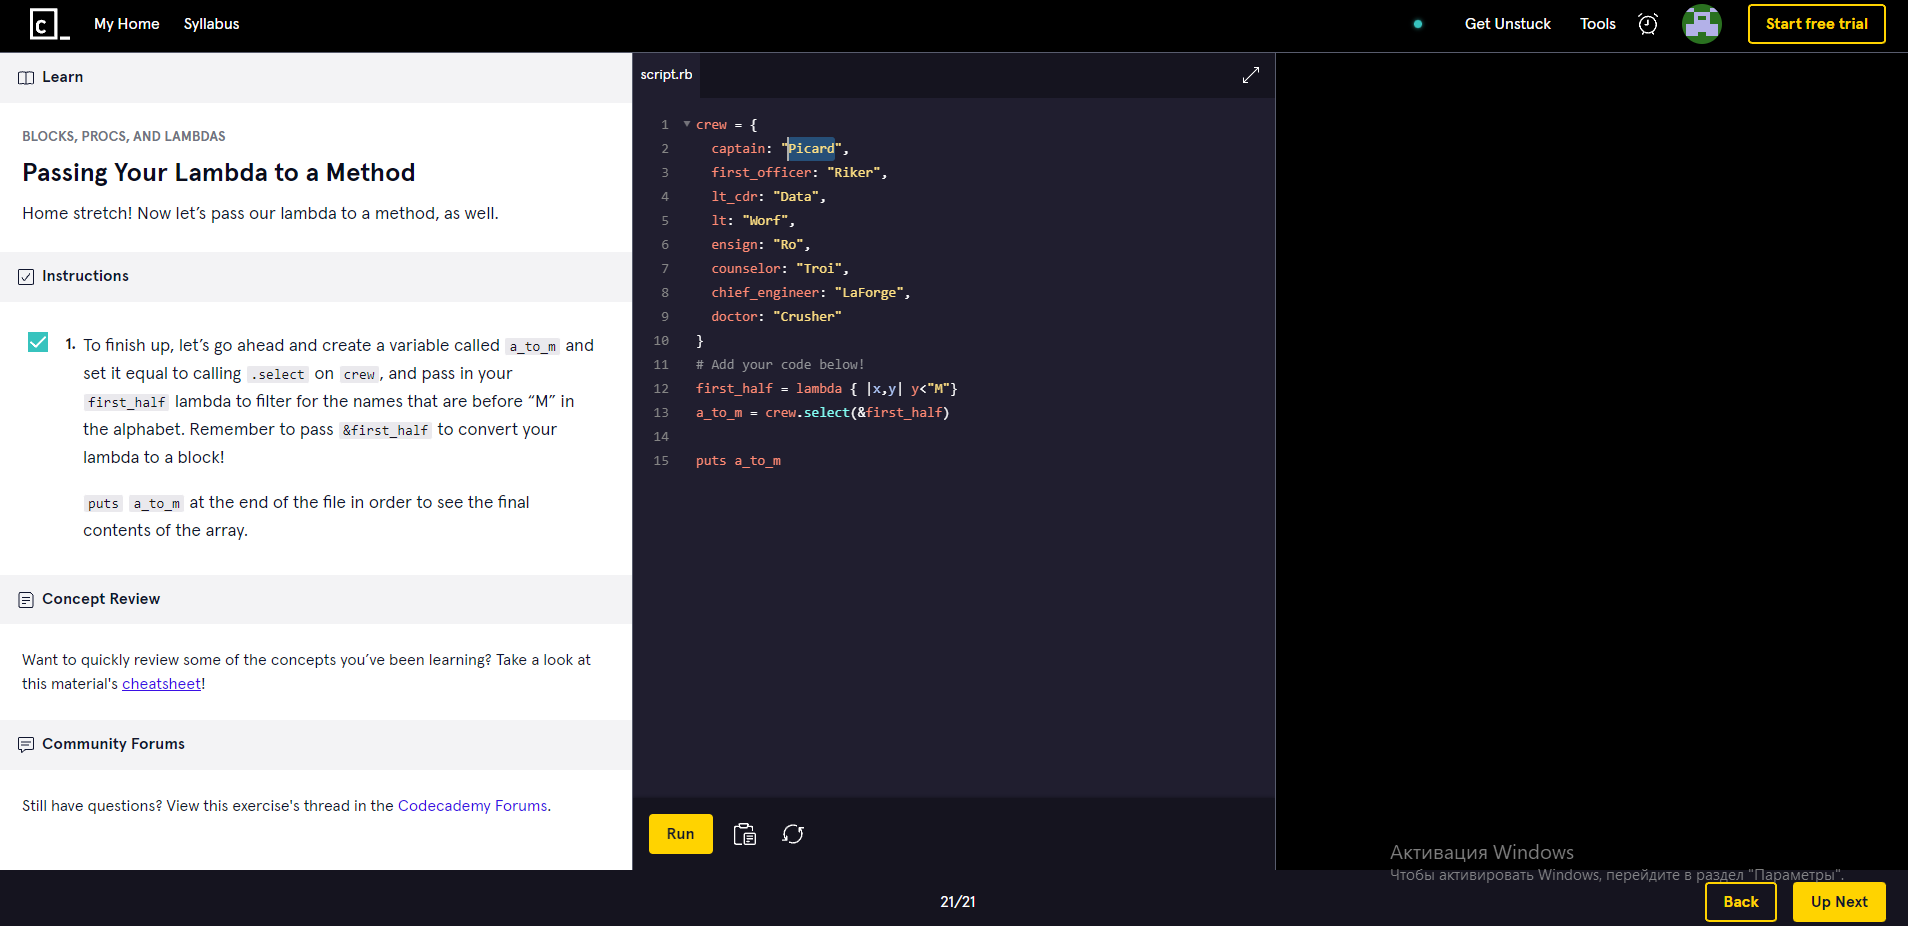 My Home Syllabus Get Unstuck Tools Start free trial
Learn
BLOCKS, PROCS, AND LAMBDAS
Passing Your Lambda to a Method
Home stretch! Now let’s pass our lambda to a method, as well.
Instructions
1. To finish up, let’s go ahead and create a variable called a_to_m and
set it equal to calling .select on crew, and pass in your
first_half lambda to filter for the names that are before “M” in
the alphabet. Remember to pass &first_half to convert your
lambda to a block!
puts a_to_m at the end of the file in order to see the final
contents of the array.
Concept Review
Want to quickly review some of the concepts you’ve been learning? Take a look at
this material's cheatsheet!
Community Forums
Still have questions? View this exercise's thread in the Codecademy Forums.
script.rb
1 crew = {
2 captain: "Picard",
3 first_officer: "Riker",
4 lt_cdr: "Data",
5 lt: "Worf",
6 ensign: "Ro",
7 counselor: "Troi",
8 chief_engineer: "LaForge",
9 doctor: "Crusher"
10 }
11 # Add your code below!
12 first_half = lambda { |x,y| y<"M"}
13 a_to_m = crew.select(&first_half)
14
15 puts a_to_m
Run
Активация Windows
Чтобы активировать Windows, перейдите в раздел "Параметры".
21/21
Back Up Next